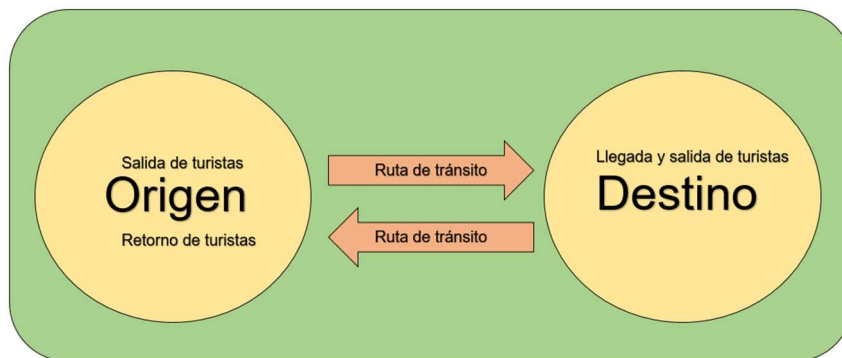 Salida de turistas
Origen
Retorno de turistas
Ruta de tránsito
Ruta de tránsito
Llegada y salida de turistas
Destino